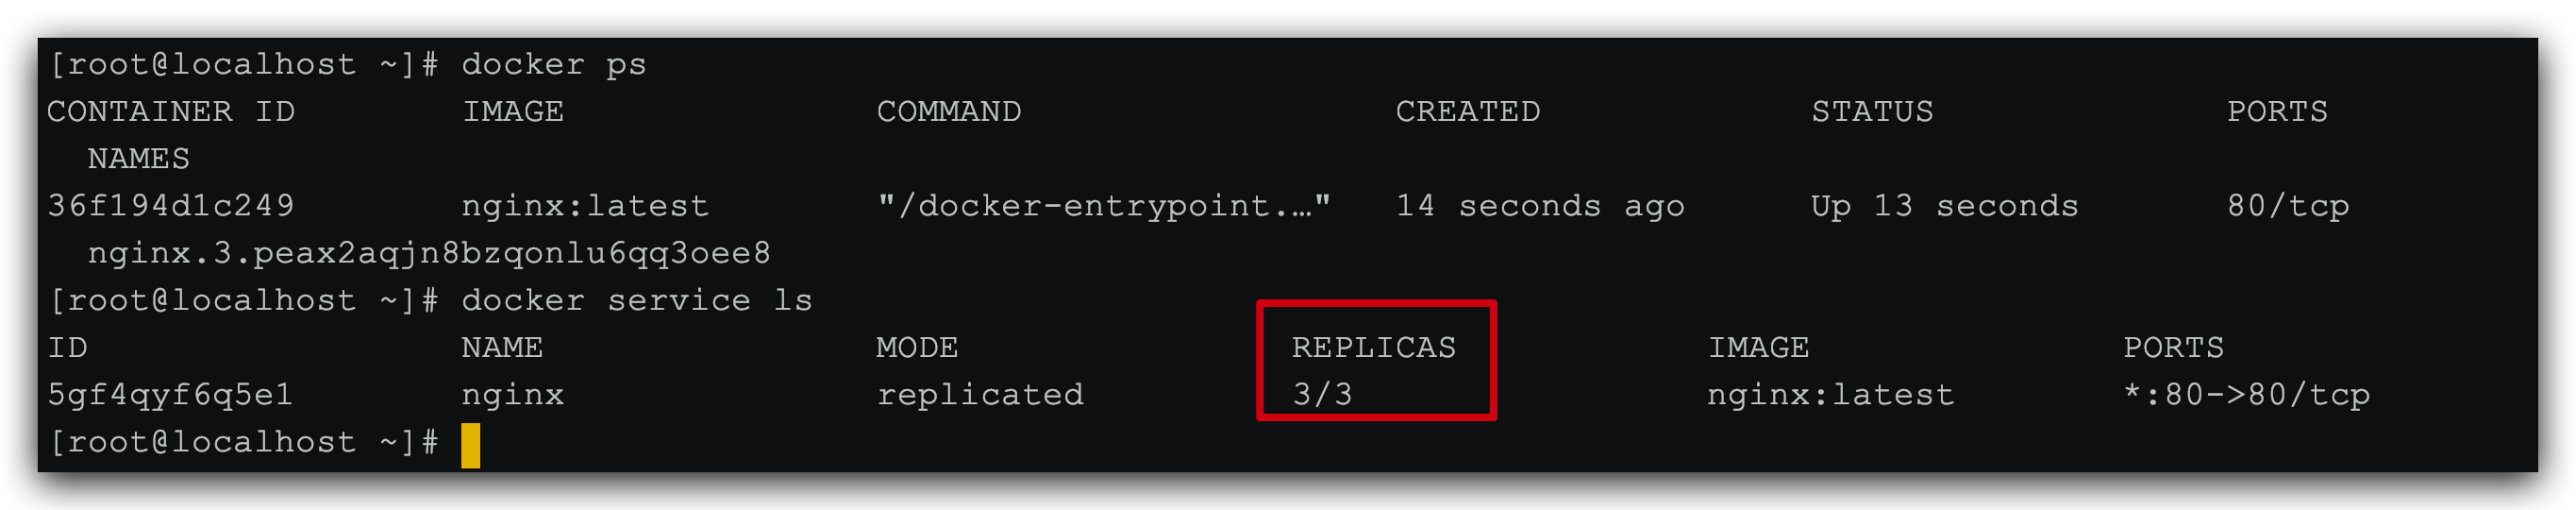 [root@localhost ~]# docker ps
CONTAINER ID        IMAGE               COMMAND                  CREATED             STATUS              PORTS
  NAMES
36f194d1c249        nginx:latest        "/docker-entrypoint.…"   14 seconds ago      Up 13 seconds       80/tcp
  nginx.3.peax2aqjn8bzqonlu6qq3oee8
[root@localhost ~]# docker service ls
ID                  NAME                MODE                REPLICAS            IMAGE               PORTS
5gf4qyf6q5e1        nginx               replicated          3/3                 nginx:latest        *:80->80/tcp
[root@localhost ~]#